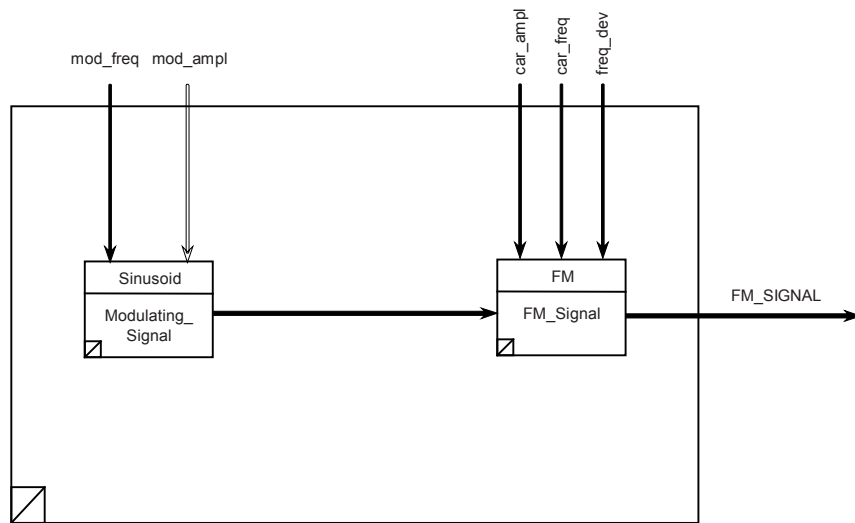 mod_freq mod_ampl
car_ampl
car_freq
freq_dev
Sinusoid
Modulating_
Signal
FM
FM_Signal
FM_SIGNAL